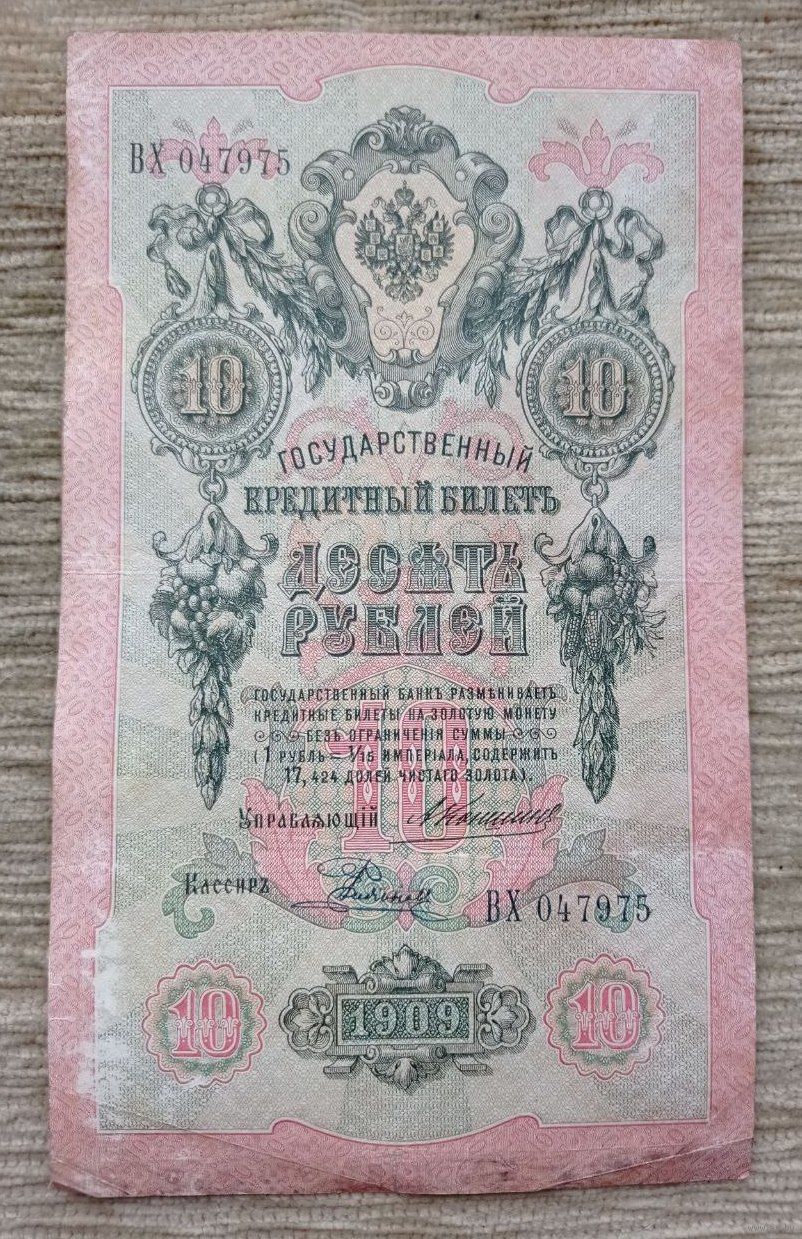 ВХ 047975
10 10
ГОСУДАРСТВЕННЫЙ
КРЕДИТНЫЙ БИЛЕТЪ
ДЕСЯТЬ
РУБЛЕЙ
ГОСУДАРСТВЕННЫЙ БАНКЪ РАЗМѢНИВАЕТЪ
КРЕДИТНЫЕ БИЛЕТЫ НА ЗОЛОТУЮ МОНЕТУ
БЕЗЪ ОГРАНИЧЕНІЯ СУММЫ
(1 РУБЛЬ = 1/15 ИМПЕРІАЛА, СОДЕРЖИТЪ
17,424 ДОЛЕЙ ЧИСТАГО ЗОЛОТА).
10
УПРАВЛЯЮЩІЙ
КАССИРЪ
ВХ 047975
10 1909 10